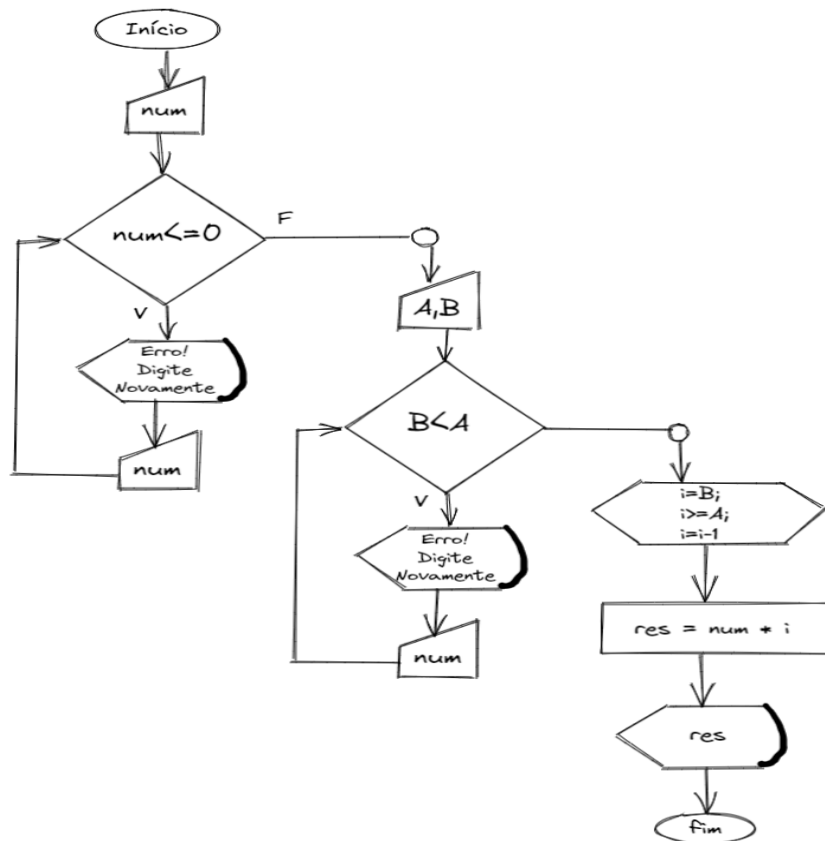 Início
num
num<=0
F
V
Erro!
Digite
Novamente
num
A,B
B<A
V
Erro!
Digite
Novamente
num
i=B;
i>=A;
i=i-1
res = num * i
res
fim